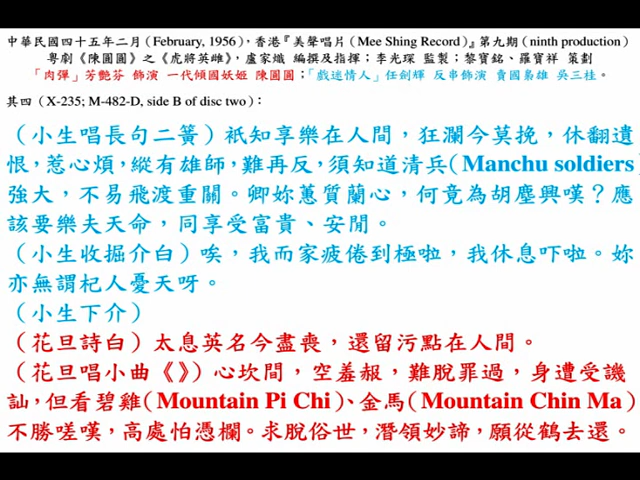 中華民國四十五年二月（February, 1956），香港『美聲唱片（Mee Shing Record）』第九期（ninth production）
粵劇《陳圓圓》之《虎將英雌》，盧家熾 編撰及指揮；李光琛 監製；黎寶銘、羅寶祥 策劃
「肉彈」芳艷芬 飾演 一代傾國妖姬 陳圓圓；「戲迷情人」任劍輝 反串飾演 賣國梟雄 吳三桂。
其四（X-235; M-482-D, side B of disc two）：
（小生唱長句二簧）祇知享樂在人間，狂瀾今莫挽，休翻遺
恨，惹心煩，縱有雄師，難再反，須知道清兵（Manchu soldiers）
強大，不易飛渡重關。卿妳蕙質蘭心，何竟為胡塵興嘆？應
該要樂夫天命，同享受富貴、安閒。
（小生收掘介白）唉，我而家疲倦到極啦，我休息吓啦。妳
亦無謂杞人憂天呀。
（小生下介）
（花旦詩白）太息英名今盡喪，還留污點在人間。
（花旦唱小曲《》）心坎間，空羞赧，難脫罪過，身遭受譏
訕，但看碧雞（Mountain Pi Chi）、金馬（Mountain Chin Ma）
不勝嗟嘆，高處怕憑欄。求脫俗世，潛領妙諦，願從鶴去還。